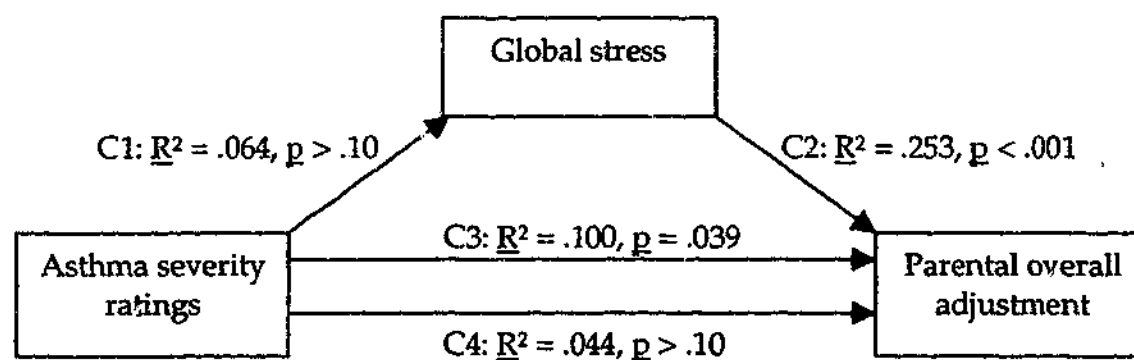 Global stress
C1: R² = .064, p > .10
C2: R² = .253, p < .001
C3: R² = .100, p = .039
Asthma severity
ratings
Parental overall
adjustment
C4: R² = .044, p > .10